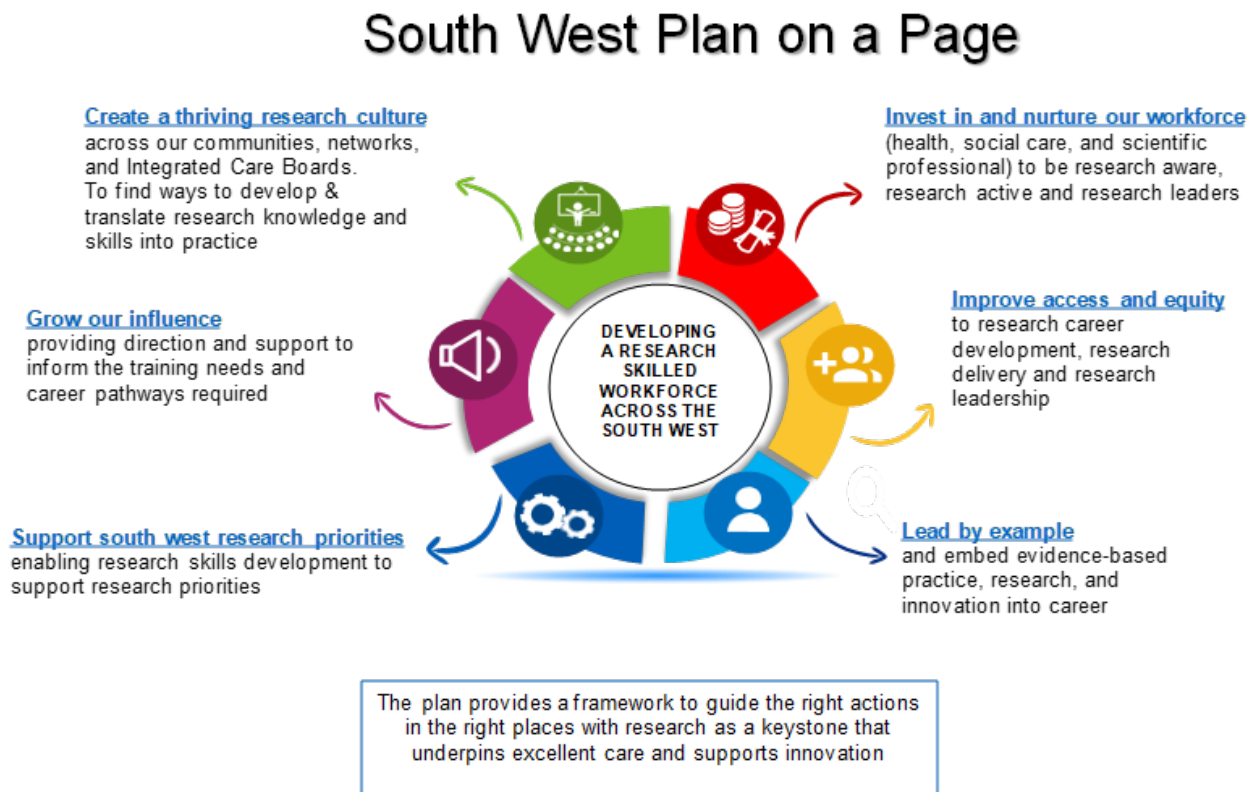 South West Plan on a Page
Create a thriving research culture
across our communities, networks,
and Integrated Care Boards.
To find ways to develop &
translate research knowledge and
skills into practice
Invest in and nurture our workforce
(health, social care, and scientific
professional) to be research aware,
research active and research leaders
Grow our influence
providing direction and support to
inform the training needs and
career pathways required
DEVELOPING
A RESEARCH
SKILLED
WORKFORCE
ACROSS THE
SOUTH WEST
Improve access and equity
to research career
development, research
delivery and research
leadership
Support south west research priorities
enabling research skills development to
support research priorities
Lead by example
and embed evidence-based
practice, research, and
innovation into career
The plan provides a framework to guide the right actions
in the right places with research as a keystone that
underpins excellent care and supports innovation